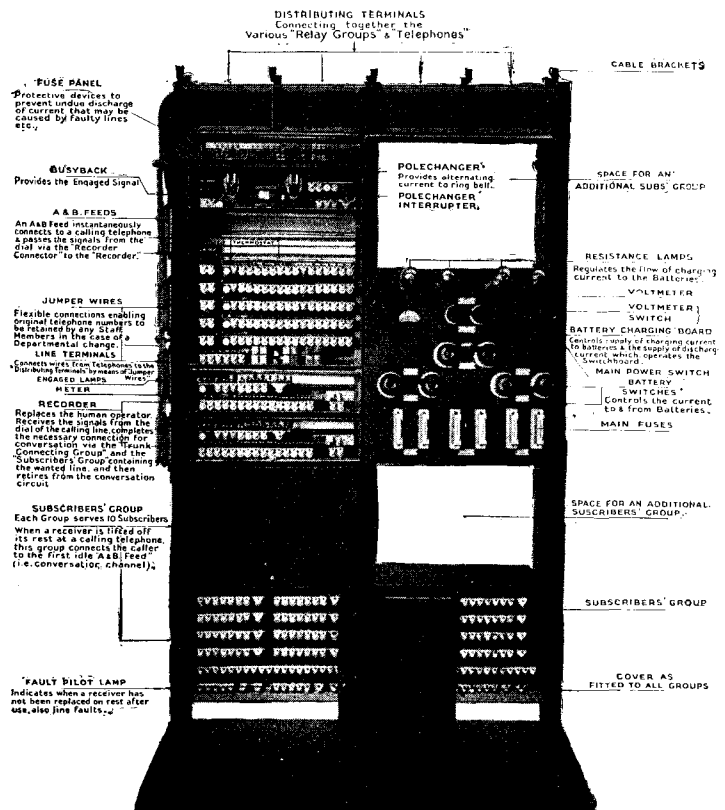 DISTRIBUTING TERMINALS
Connecting together the
Various "Relay Groups" & "Telephones"
CABLE BRACKETS
FUSE PANEL
Protective devices to
prevent undue discharge
of current that may be
caused by faulty lines
etc.,
BUSYBACK
Provides the Engaged Signal
A & B. FEEDS
An A&B Feed instantaneously
connects to a calling telephone
& passes the signals from the
dial via the "Recorder
Connector" to the "Recorder".
JUMPER WIRES
Flexible connections enabling
original telephone numbers to
be retained by any Staff
Members in the case of a
Departmental change.
LINE TERMINALS
Connects wires from Telephones to the
"Distributing Terminals" by means of Jumper
Wires
ENGAGED LAMPS
METER
RECORDER
Replaces the human operator.
Receives the signals from the
dial of the calling line, completes
the necessary connection for
conversation via the "Trunk-
Connecting Group" and the
"Subscribers' Group" containing
the wanted line, and then
retires from the conversation
circuit
SUBSCRIBERS' GROUP
Each Group serves 10 Subscribers
When a receiver is lifted off
its rest at a calling telephone,
this group connects the caller
to the first idle "A&B. Feed"
(i.e. conversation channel).
FAULT PILOT LAMP
Indicates when a receiver has
not been replaced on rest after
use, also line faults.
POLECHANGER
Provides alternating
current to ring bell.
POLECHANGER
INTERRUPTER.
THERMOSTAT
SPACE FOR AN
ADDITIONAL SUBS' GROUP
RESISTANCE LAMPS
Regulates the flow of charging
current to the Batteries.
VOLTMETER
VOLTMETER
SWITCH
BATTERY CHARGING BOARD
Controls supply of charging current
to batteries & the supply of discharge
current which operates the
Switchboard.
MAIN POWER SWITCH
BATTERY
SWITCHES
Controls the current
to & from Batteries.
MAIN FUSES
SPACE FOR AN ADDITIONAL
SUSCRIBERS' GROUP.
SUBSCRIBERS' GROUP
COVER AS
FITTED TO ALL GROUPS